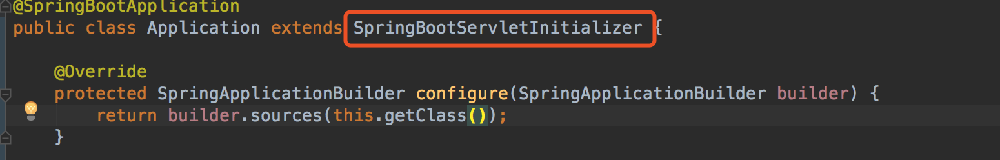 @SpringBootApplication
public class Application extends SpringBootServletInitializer {
@Override
protected SpringApplicationBuilder configure(SpringApplicationBuilder builder) {
return builder.sources(this.getClass());
}